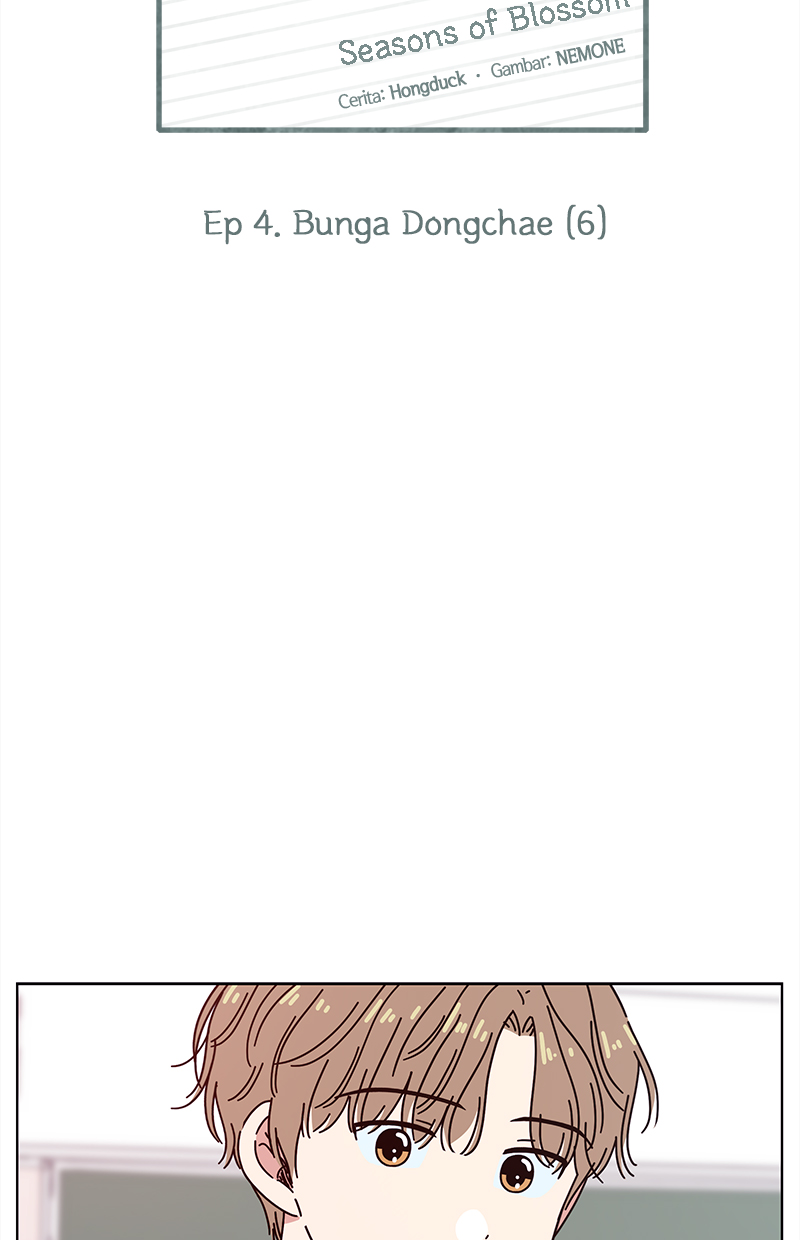 Seasons of Blossom
Cerita: Hongduck · Gambar: NEMONE
Ep 4. Bunga Dongchae (6)